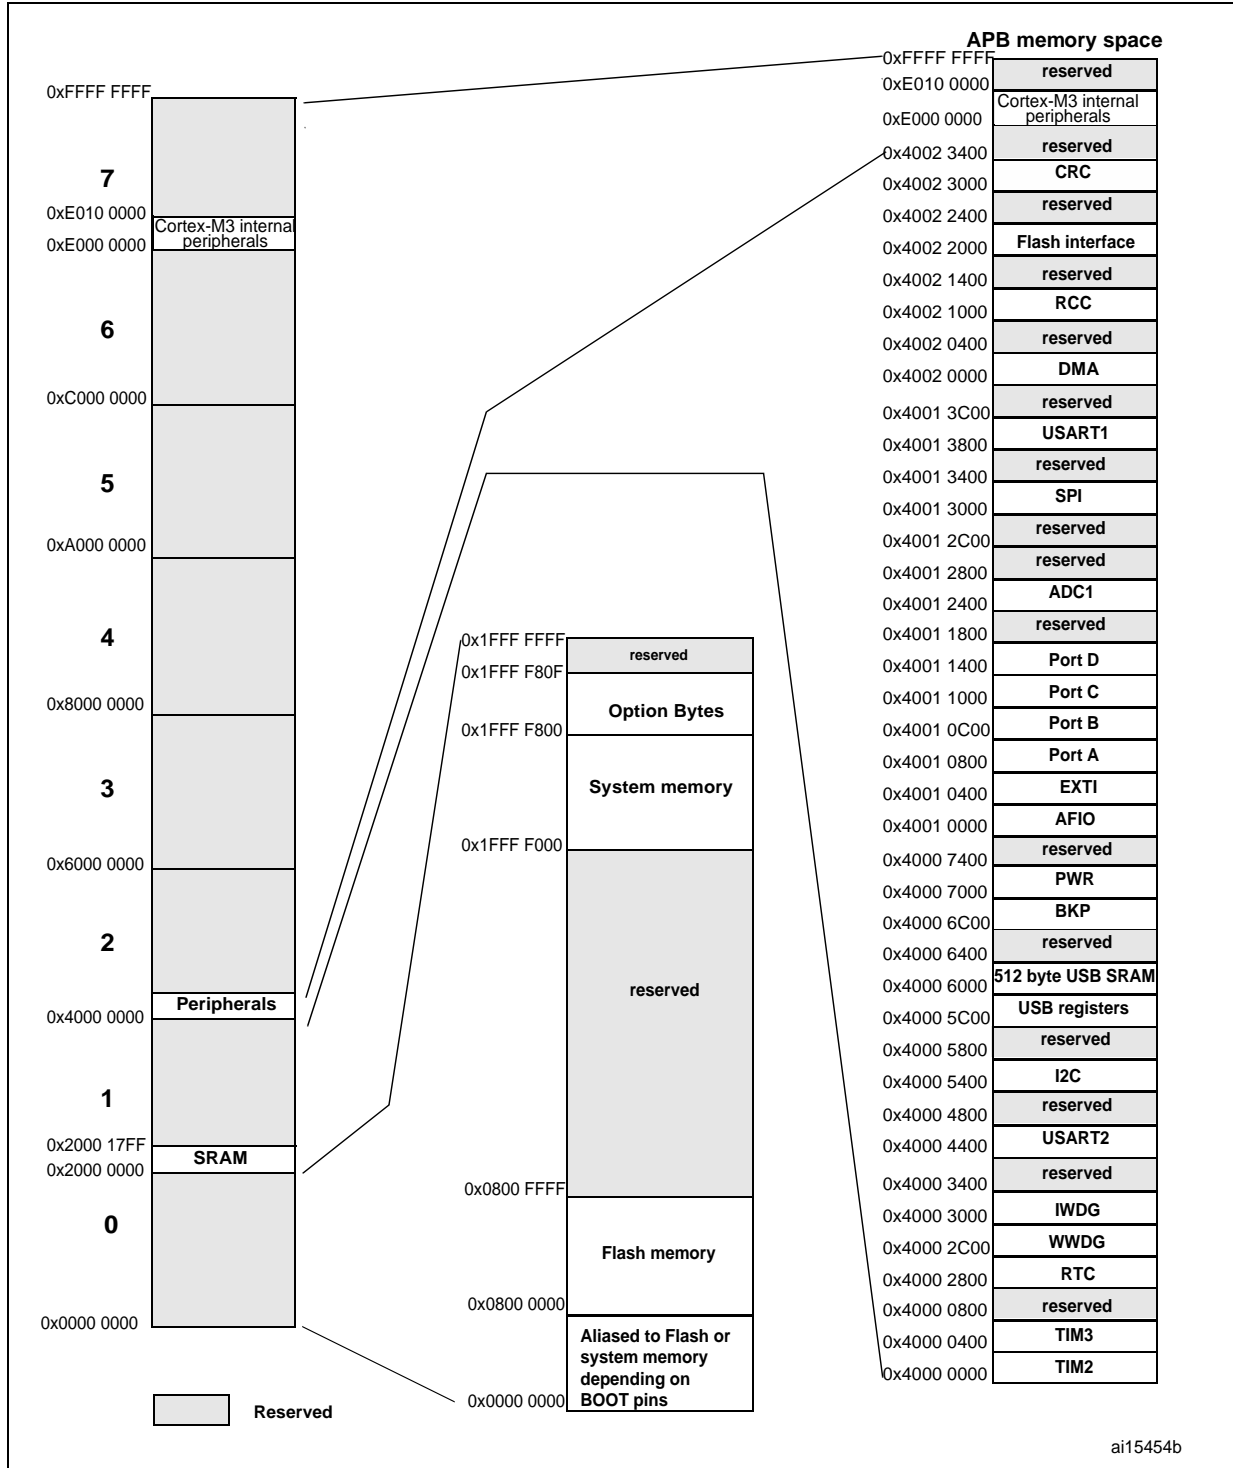 0xFFFF FFFF
7
0xE010 0000
Cortex-M3 internal
peripherals
0xE000 0000
6
0xC000 0000
5
0xA000 0000
4
0x8000 0000
3
0x6000 0000
2
Peripherals
0x4000 0000
1
0x2000 17FF
SRAM
0x2000 0000
0
0x0000 0000
Reserved
0x1FFF FFFF
reserved
0x1FFF F80F
Option Bytes
0x1FFF F800
System memory
0x1FFF F000
reserved
0x0800 FFFF
Flash memory
0x0800 0000
Aliased to Flash or
system memory
depending on
BOOT pins
0x0000 0000
APB memory space
0xFFFF FFFF
reserved
0xE010 0000
Cortex-M3 internal
peripherals
0xE000 0000
reserved
0x4002 3400
CRC
0x4002 3000
reserved
0x4002 2400
Flash interface
0x4002 2000
reserved
0x4002 1400
RCC
0x4002 1000
reserved
0x4002 0400
DMA
0x4002 0000
reserved
0x4001 3C00
USART1
0x4001 3800
reserved
0x4001 3400
SPI
0x4001 3000
reserved
0x4001 2C00
reserved
0x4001 2800
ADC1
0x4001 2400
reserved
0x4001 1800
Port D
0x4001 1400
Port C
0x4001 1000
Port B
0x4001 0C00
Port A
0x4001 0800
EXTI
0x4001 0400
AFIO
0x4001 0000
reserved
0x4000 7400
PWR
0x4000 7000
BKP
0x4000 6C00
reserved
0x4000 6400
512 byte USB SRAM
0x4000 6000
USB registers
0x4000 5C00
reserved
0x4000 5800
I2C
0x4000 5400
reserved
0x4000 4800
USART2
0x4000 4400
reserved
0x4000 3400
IWDG
0x4000 3000
WWDG
0x4000 2C00
RTC
0x4000 2800
reserved
0x4000 0800
TIM3
0x4000 0400
TIM2
0x4000 0000
ai15454b